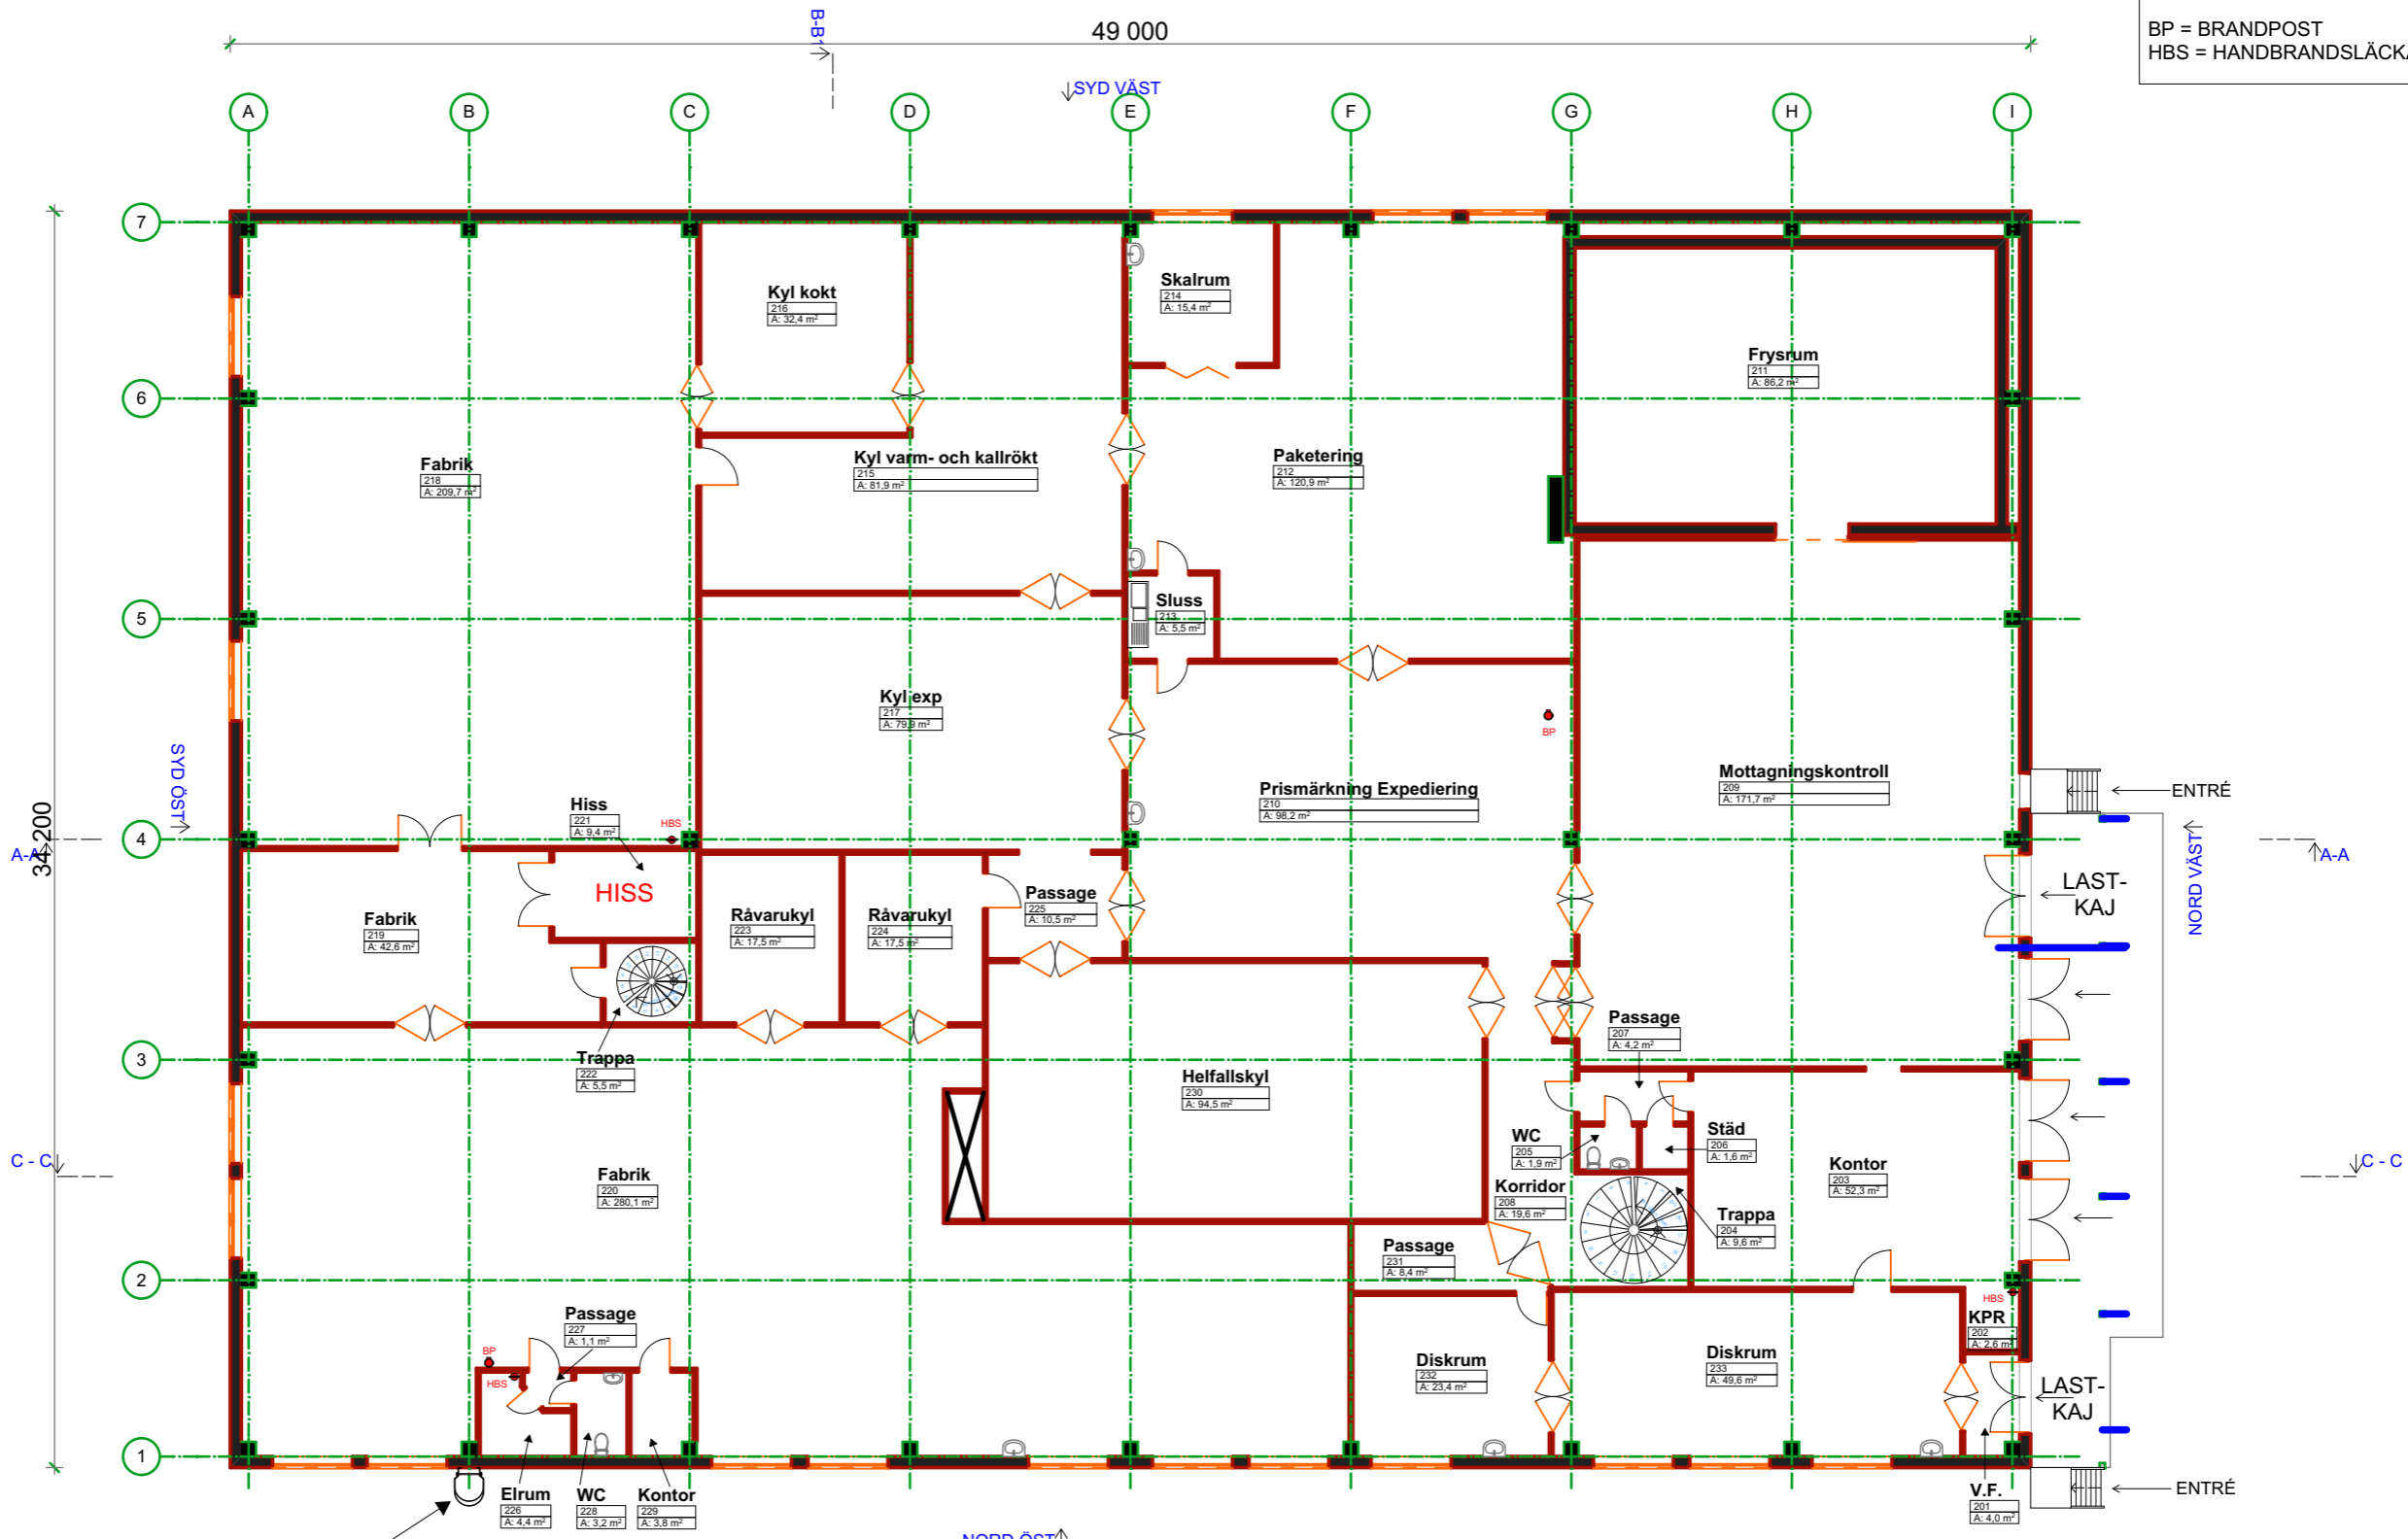 BP = BRANDPOST
HBS = HANDBRANDSLÄCKA
49 000
B-B
SYD VÄST
A
B
C
D
E
F
G
H
I
7
6
5
4
3
2
1
34 200
Skalrum
214
A: 15,4 m²
Kyl kokt
216
A: 32,4 m²
Frysrum
211
A: 86,2 m²
Fabrik
218
A: 209,7 m²
Kyl varm- och kallrökt
215
A: 81,9 m²
Paketering
212
A: 120,9 m²
Sluss
213
A: 5,5 m²
Kyl exp
217
A: 79,9 m²
BP
SYD ÖST
Mottagningskontroll
209
A: 171,7 m²
Prismärkning Expediering
210
A: 98,2 m²
ENTRÉ
Hiss
221
A: 9,4 m²
HBS
A-A
A-A
NORD VÄST
HISS
LAST-
KAJ
Passage
225
A: 10,5 m²
Fabrik
219
A: 42,6 m²
Råvarukyl
223
A: 17,5 m²
Råvarukyl
224
A: 17,5 m²
Passage
207
A: 4,2 m²
Trappa
222
A: 5,5 m²
Helfallskyl
230
A: 94,5 m²
WC
205
A: 1,9 m²
Städ
206
A: 1,6 m²
C - C
C - C
Fabrik
220
A: 280,1 m²
Kontor
203
A: 52,3 m²
Korridor
208
A: 19,6 m²
Trappa
204
A: 9,6 m²
Passage
231
A: 8,4 m²
HBS
KPR
202
A: 2,6 m²
Passage
227
A: 1,1 m²
BP
HBS
Diskrum
232
A: 23,4 m²
Diskrum
233
A: 49,6 m²
LAST-
KAJ
ENTRÉ
Elrum
226
A: 4,4 m²
WC
228
A: 3,2 m²
Kontor
229
A: 3,8 m²
V.F.
201
A: 4,0 m²
NORD ÖST